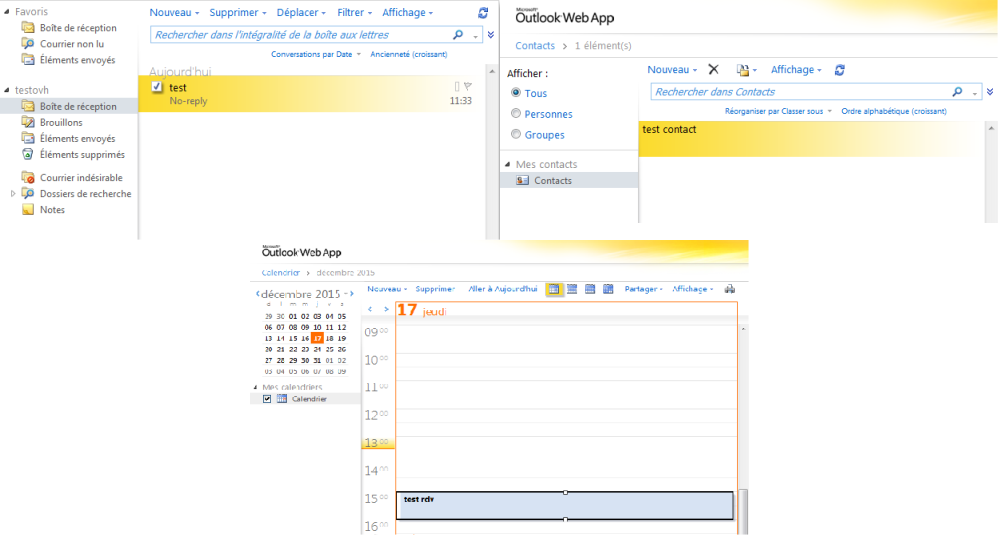 Favoris
Boîte de réception
Courrier non lu
Éléments envoyés
testovh
Boîte de réception
Brouillons
Éléments envoyés
Éléments supprimés
Courrier indésirable
Dossiers de recherche
Notes
Nouveau Supprimer Déplacer Filtrer Affichage
Rechercher dans l'intégralité de la boîte aux lettres
Conversations par Date Ancienneté (croissant)
Aujourd'hui
test
No-reply 11:33
Microsoft
Outlook Web App
Contacts > 1 élément(s)
Afficher :
Tous
Personnes
Groupes
Mes contacts
Contacts
Nouveau Affichage
Rechercher dans Contacts
Réorganiser par Classer sous Ordre alphabétique (croissant)
test contact
Microsoft
Outlook Web App
Calendrier > décembre 2015
décembre 2015
29 30 01 02 03 04 05
06 07 08 09 10 11 12
13 14 15 16 17 18 19
20 21 22 23 24 25 26
27 28 29 30 31 01 02
03 04 05 06 07 08 09
Mes calendriers
Calendrier
Nouveau Supprimer Aller à Aujourd'hui Partager Affichage
< > 17 jeudi
09 00
10 00
11 00
12 00
13 00
14 00
15 00 test rdv
16 00